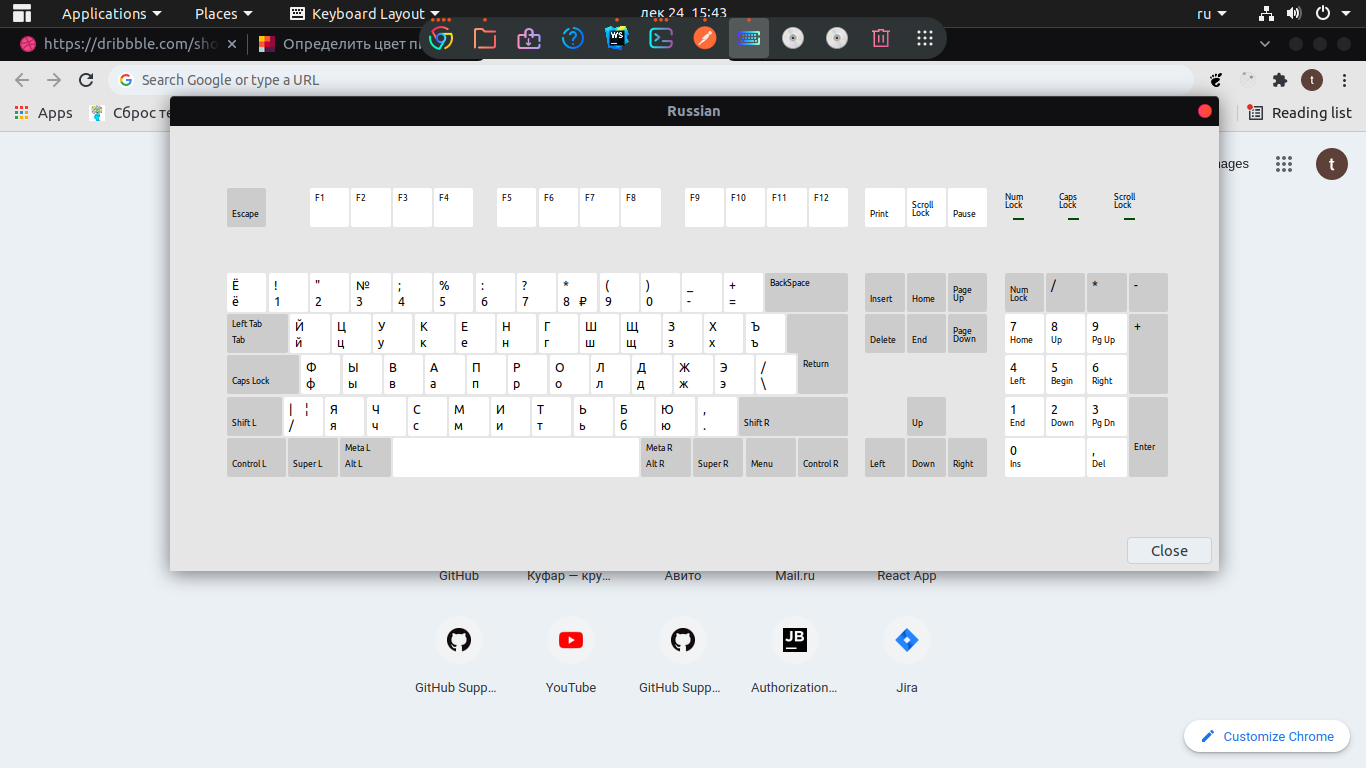 Applications
Places
Keyboard Layout
дек 24 15:43
ru
https://dribbble.com/sho
Определить цвет пи
Search Google or type a URL
t
Apps
Сброс те
Reading list
Russian
ages
t
Escape
F1 F2 F3 F4 F5 F6 F7 F8 F9 F10 F11 F12
Print Scroll Lock Pause
Num Lock Caps Lock Scroll Lock
Ё ! " № ; % : ? * ( ) _ + BackSpace
ё 1 2 3 4 5 6 7 8 ₽ 9 0 - =
Insert Home Page Up
Num Lock / * -
Left Tab Й Ц У К Е Н Г Ш Щ З Х Ъ
Tab й ц у к е н г ш щ з х ъ
Delete End Page Down
7 8 9 +
Home Up Pg Up
Ф Ы В А П Р О Л Д Ж Э / Return
Caps Lock ф ы в а п р о л д ж э \
4 5 6
Left Begin Right
| ¦ Я Ч С М И Т Ь Б Ю ,
Shift L / я ч с м и т ь б ю . Shift R
Up
1 2 3
End Down Pg Dn
Enter
Meta L Meta R
Control L Super L Alt L Alt R Super R Menu Control R
Left Down Right
0 ,
Ins Del
Close
GitHub
Куфар — кру...
Авито
Mail.ru
React App
GitHub Supp...
YouTube
GitHub Supp...
JB
Authorization...
Jira
Customize Chrome